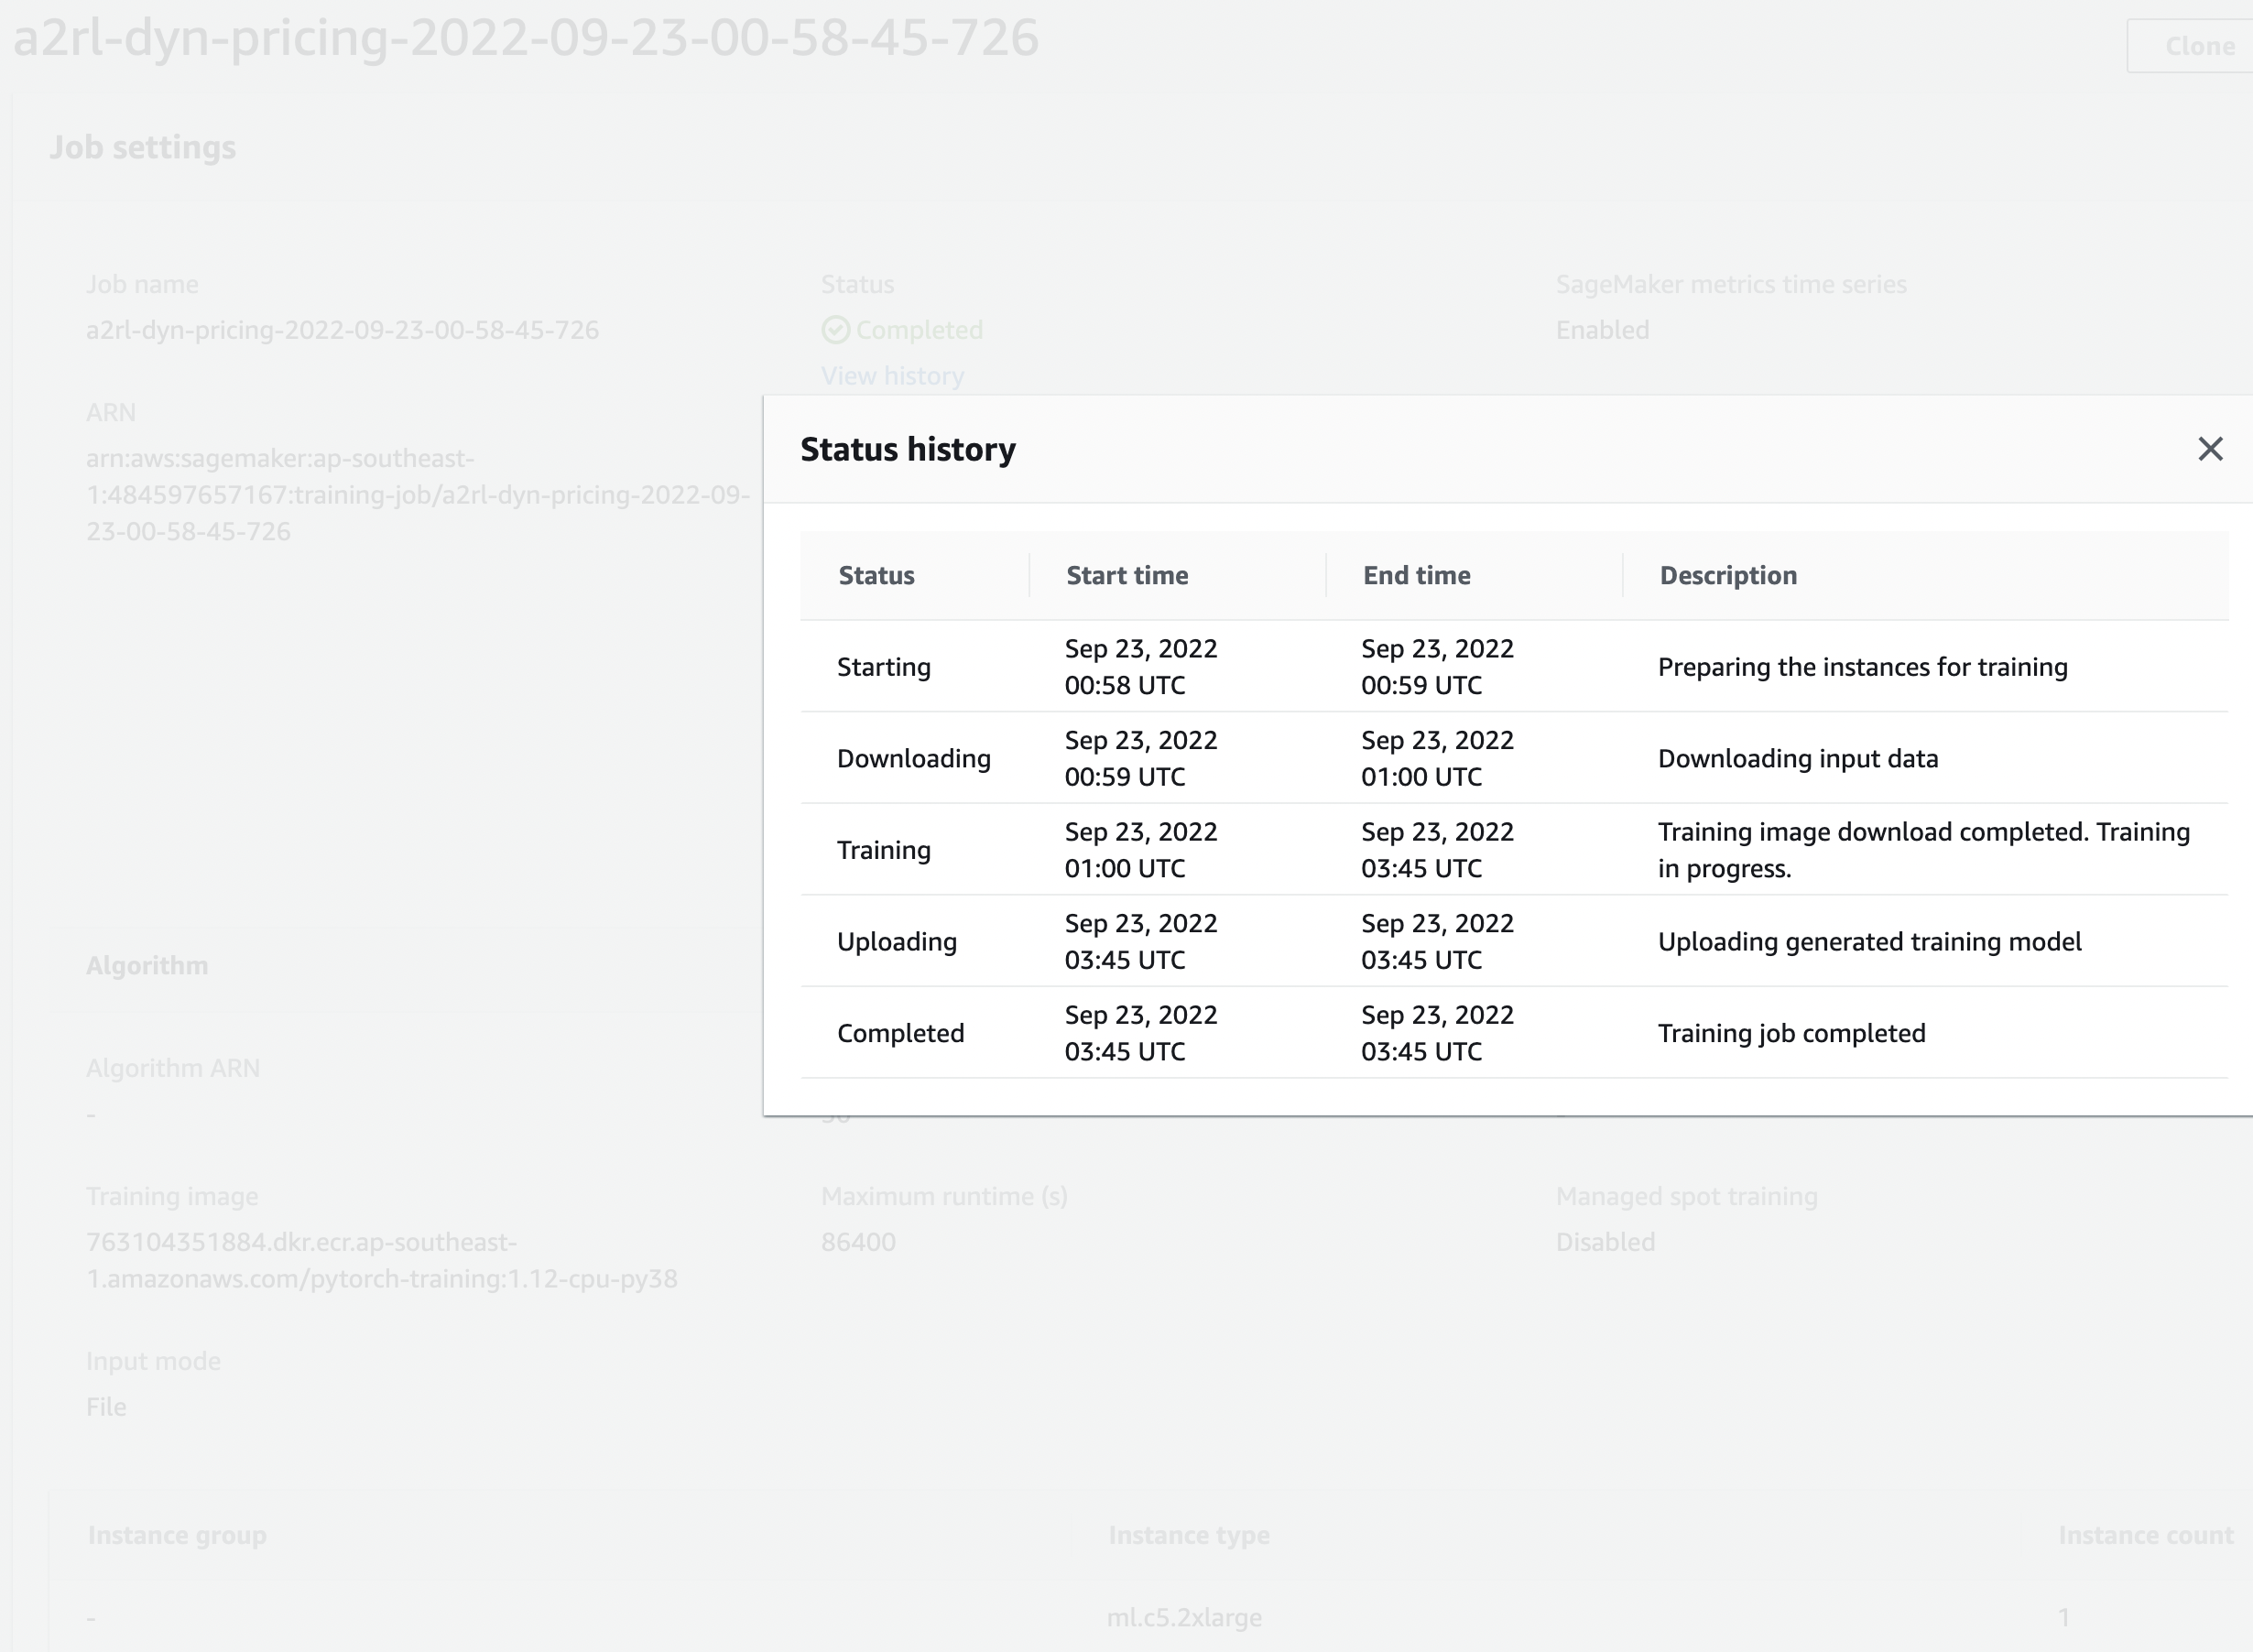 a2rl-dyn-pricing-2022-09-23-00-58-45-726
Clone
Job settings
Job name
a2rl-dyn-pricing-2022-09-23-00-58-45-726
Status
Completed
View history
SageMaker metrics time series
Enabled
ARN
arn:aws:sagemaker:ap-southeast-
1:484597657167:training-job/a2rl-dyn-pricing-2022-09-
23-00-58-45-726
Status history
Status Start time End time Description
Starting
Sep 23, 2022
00:58 UTC
Sep 23, 2022
00:59 UTC
Preparing the instances for training
Downloading
Sep 23, 2022
00:59 UTC
Sep 23, 2022
01:00 UTC
Downloading input data
Training
Sep 23, 2022
01:00 UTC
Sep 23, 2022
03:45 UTC
Training image download completed. Training
in progress.
Uploading
Sep 23, 2022
03:45 UTC
Sep 23, 2022
03:45 UTC
Uploading generated training model
Completed
Sep 23, 2022
03:45 UTC
Sep 23, 2022
03:45 UTC
Training job completed
Algorithm
Algorithm ARN
-
Training image
763104351884.dkr.ecr.ap-southeast-
1.amazonaws.com/pytorch-training:1.12-cpu-py38
Maximum runtime (s)
86400
Managed spot training
Disabled
Input mode
File
Instance group Instance type Instance count
- ml.c5.2xlarge 1